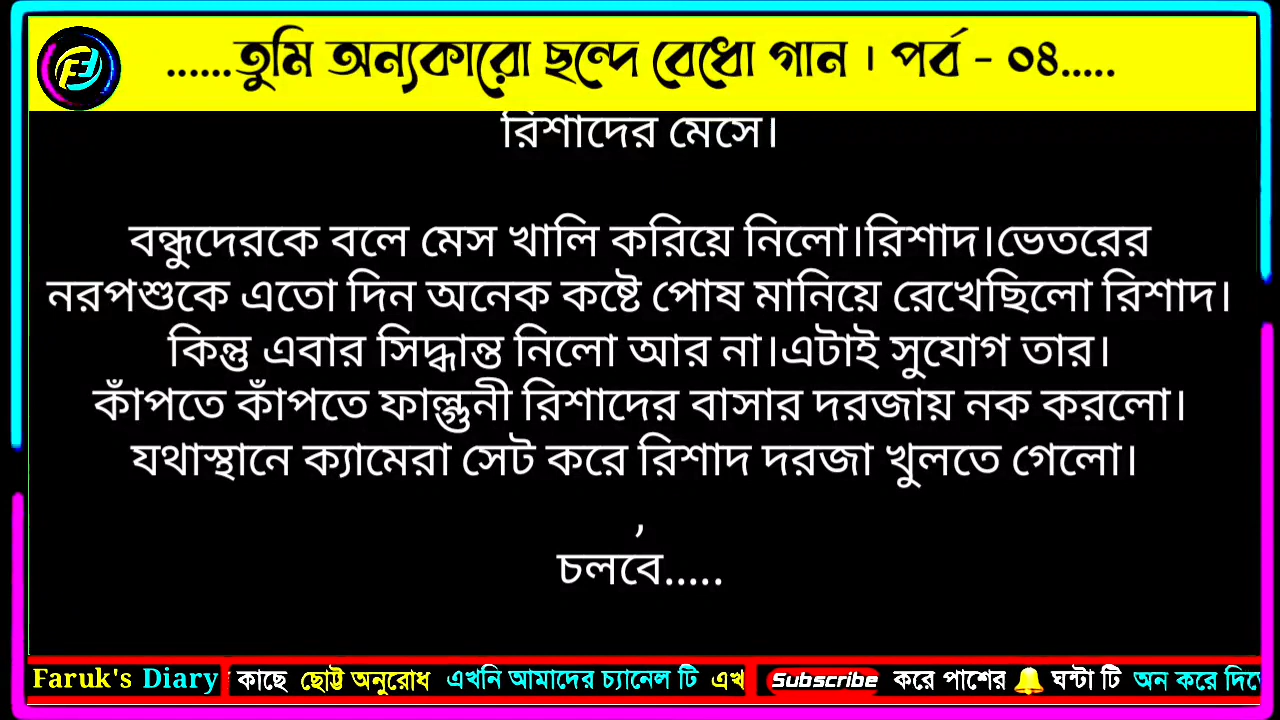 ......তুমি অন্যকারো ছন্দে বেধো গান । পর্ব - ০৪.....
রিশাদের মেসে।
বন্ধুদেরকে বলে মেস খালি করিয়ে নিলো।রিশাদ।ভেতরের
নরপশুকে এতো দিন অনেক কষ্টে পোষ মানিয়ে রেখেছিলো রিশাদ।
কিন্তু এবার সিদ্ধান্ত নিলো আর না।এটাই সুযোগ তার।
কাঁপতে কাঁপতে ফাল্গুনী রিশাদের বাসার দরজায় নক করলো।
যথাস্থানে ক্যামেরা সেট করে রিশাদ দরজা খুলতে গেলো।
,
চলবে.....
Faruk's Diary কাছে ছোট্ট অনুরোধ এখনি আমাদের চ্যানেল টি Subscribe করে পাশের 🔔 ঘন্টা টি অন করে